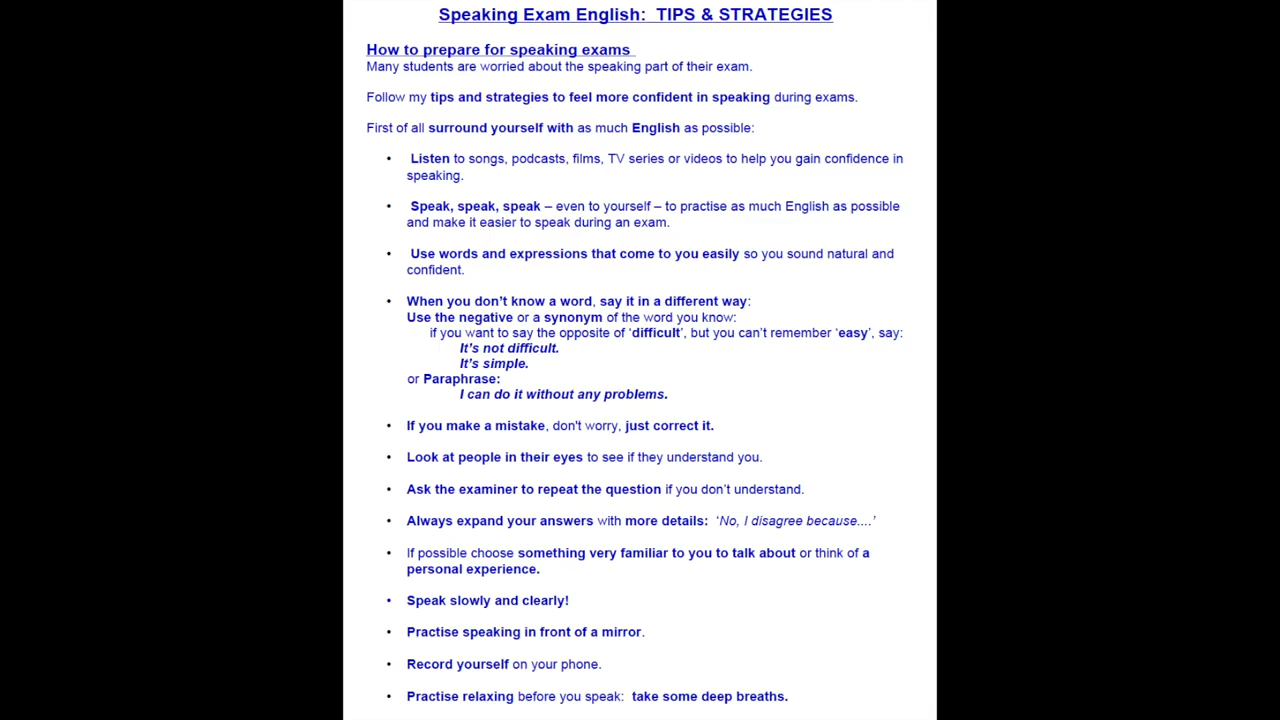 Speaking Exam English:  TIPS & STRATEGIES
How to prepare for speaking exams
Many students are worried about the speaking part of their exam.
Follow my tips and strategies to feel more confident in speaking during exams.
First of all surround yourself with as much English as possible:
• Listen to songs, podcasts, films, TV series or videos to help you gain confidence in
speaking.
• Speak, speak, speak – even to yourself – to practise as much English as possible
and make it easier to speak during an exam.
• Use words and expressions that come to you easily so you sound natural and
confident.
• When you don’t know a word, say it in a different way:
Use the negative or a synonym of the word you know:
if you want to say the opposite of ‘difficult’, but you can’t remember ‘easy’, say:
It’s not difficult.
It’s simple.
or Paraphrase:
I can do it without any problems.
• If you make a mistake, don't worry, just correct it.
• Look at people in their eyes to see if they understand you.
• Ask the examiner to repeat the question if you don’t understand.
• Always expand your answers with more details:  ‘No, I disagree because....’
• If possible choose something very familiar to you to talk about or think of a
personal experience.
• Speak slowly and clearly!
• Practise speaking in front of a mirror.
• Record yourself on your phone.
• Practise relaxing before you speak:  take some deep breaths.